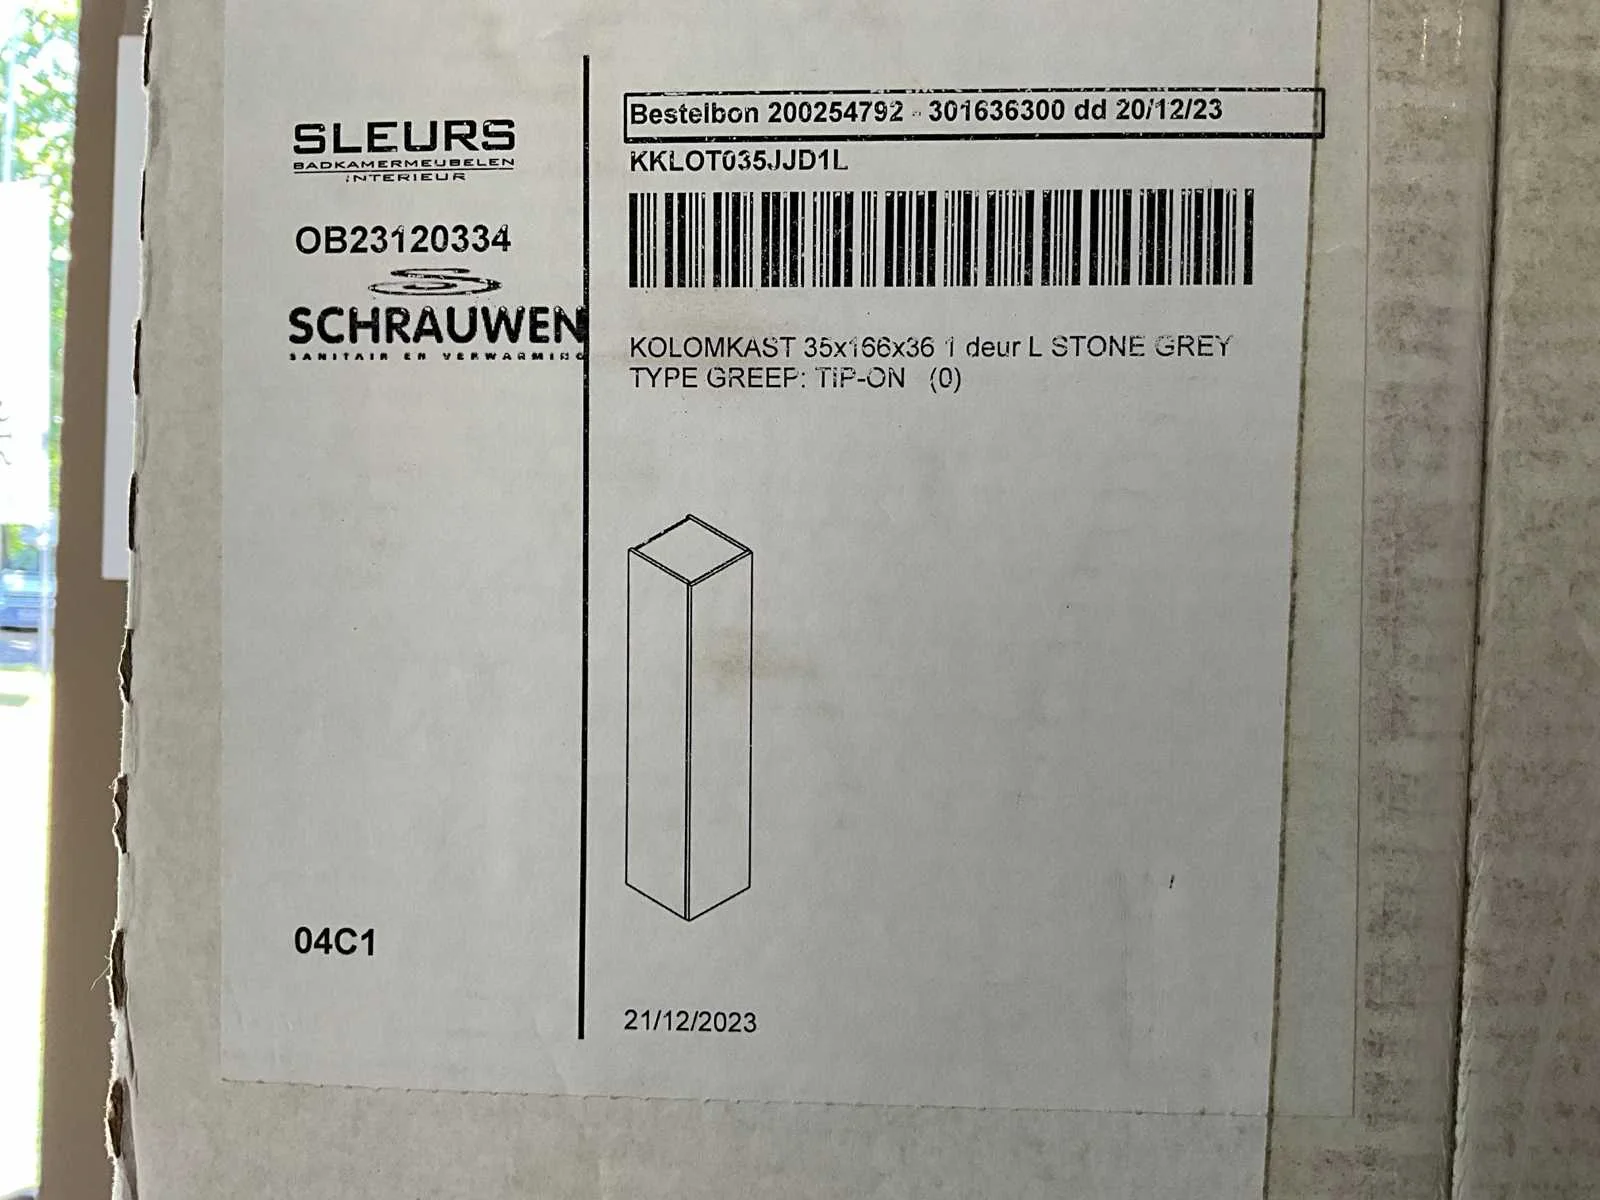 SLEURS
BADKAMERMEUBELEN
INTERIEUR
OB23120334
SCHRAUWEN
SANITAIR EN VERWARMING
04C1
Bestelbon 200254792 - 301636300 dd 20/12/23
KKLOT035JJD1L
KOLOMKAST 35x166x36 1 deur L STONE GREY
TYPE GREEP: TIP-ON (0)
21/12/2023